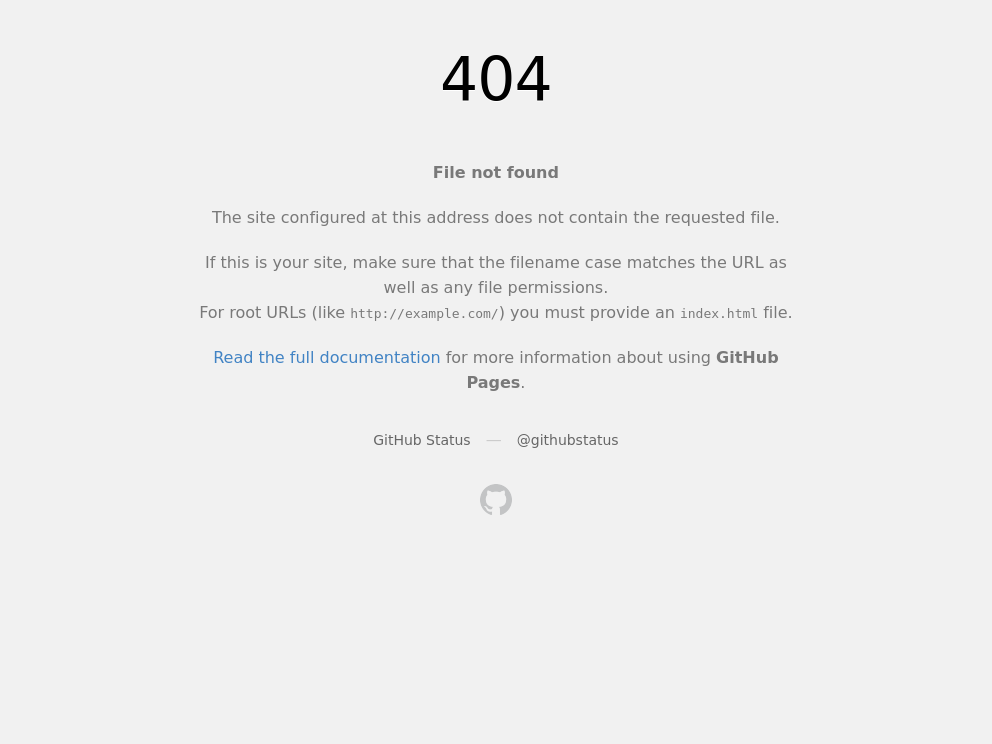 404
File not found
The site configured at this address does not contain the requested file.
If this is your site, make sure that the filename case matches the URL as
well as any file permissions.
For root URLs (like http://example.com/) you must provide an index.html file.
Read the full documentation for more information about using GitHub
Pages.
GitHub Status — @githubstatus